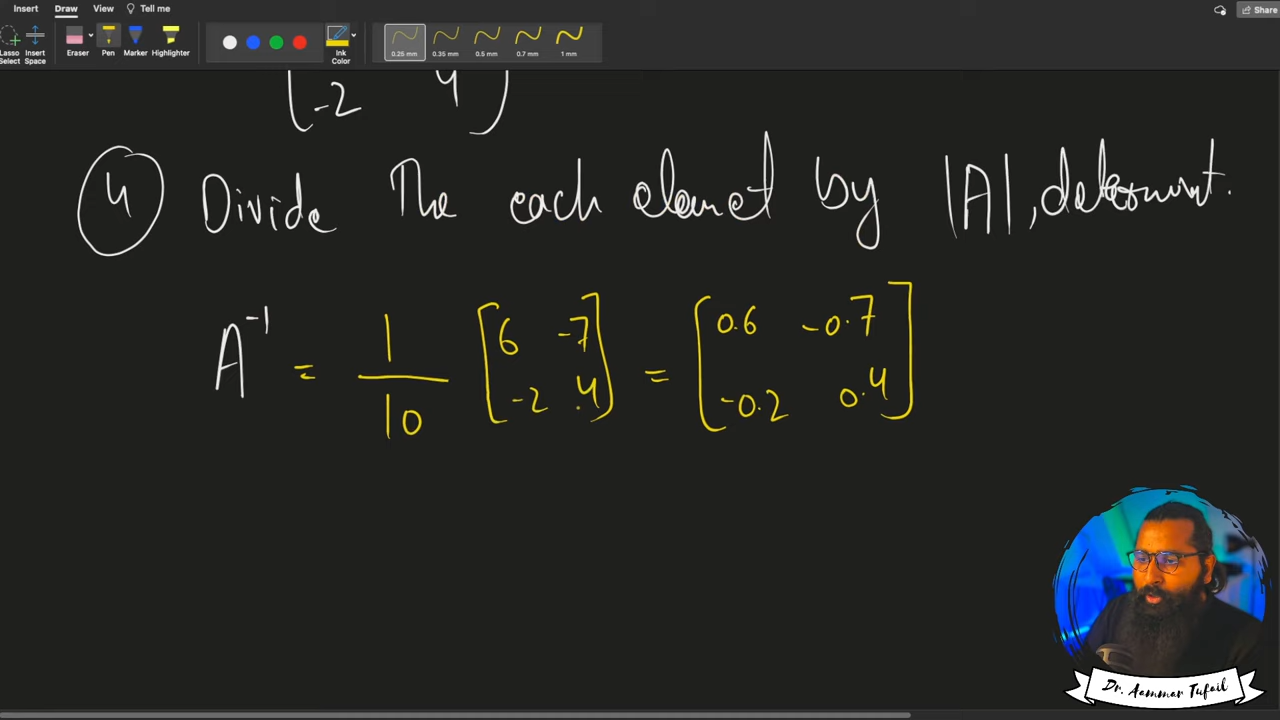 Insert Draw View Tell me Share
Lasso Select Insert Space Eraser Pen Marker Highlighter Ink Color 0.25 mm 0.35 mm 0.5 mm 0.7 mm 1 mm
-2 4
4 Divide The each elemet by |A|, determinnt.
A⁻¹ = 1/10 [6 -7 = [0.6 -0.7
-2 4] -0.2 0.4]
Dr. Aammar Tufail